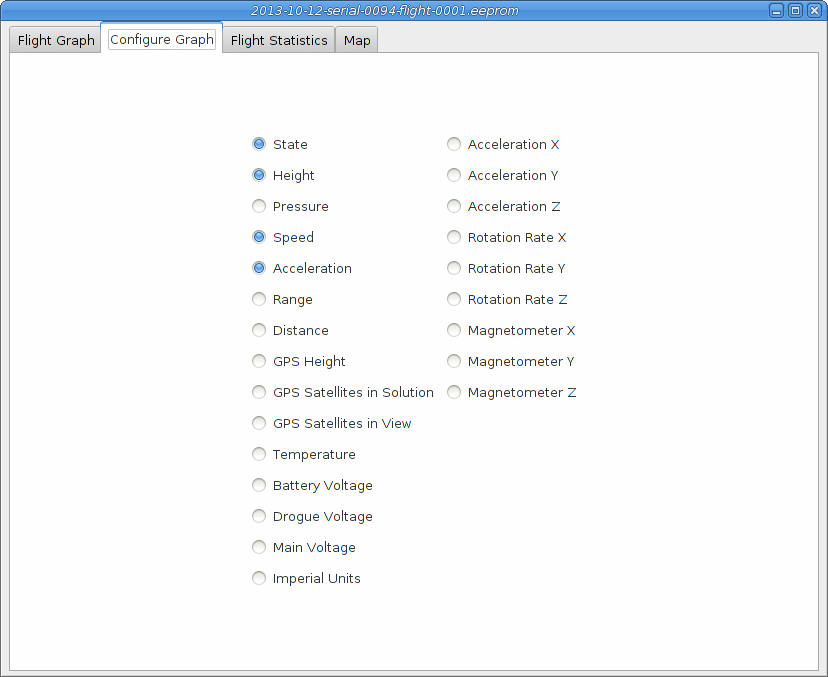 2013-10-12-serial-0094-flight-0001.eeprom
Flight Graph
Configure Graph
Flight Statistics
Map
State
Height
Pressure
Speed
Acceleration
Range
Distance
GPS Height
GPS Satellites in Solution
GPS Satellites in View
Temperature
Battery Voltage
Drogue Voltage
Main Voltage
Imperial Units
Acceleration X
Acceleration Y
Acceleration Z
Rotation Rate X
Rotation Rate Y
Rotation Rate Z
Magnetometer X
Magnetometer Y
Magnetometer Z